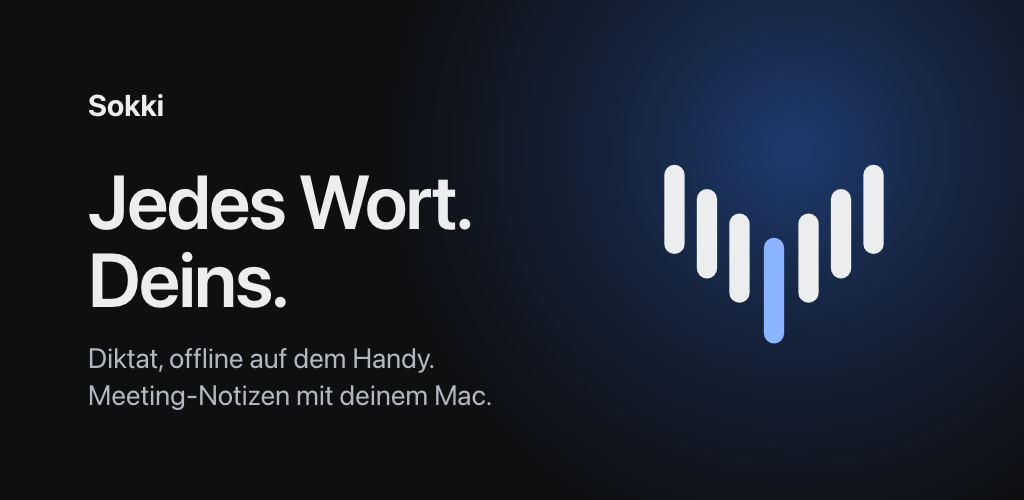 Sokki
Jedes Wort.
Deins.
Diktat, offline auf dem Handy.
Meeting-Notizen mit deinem Mac.